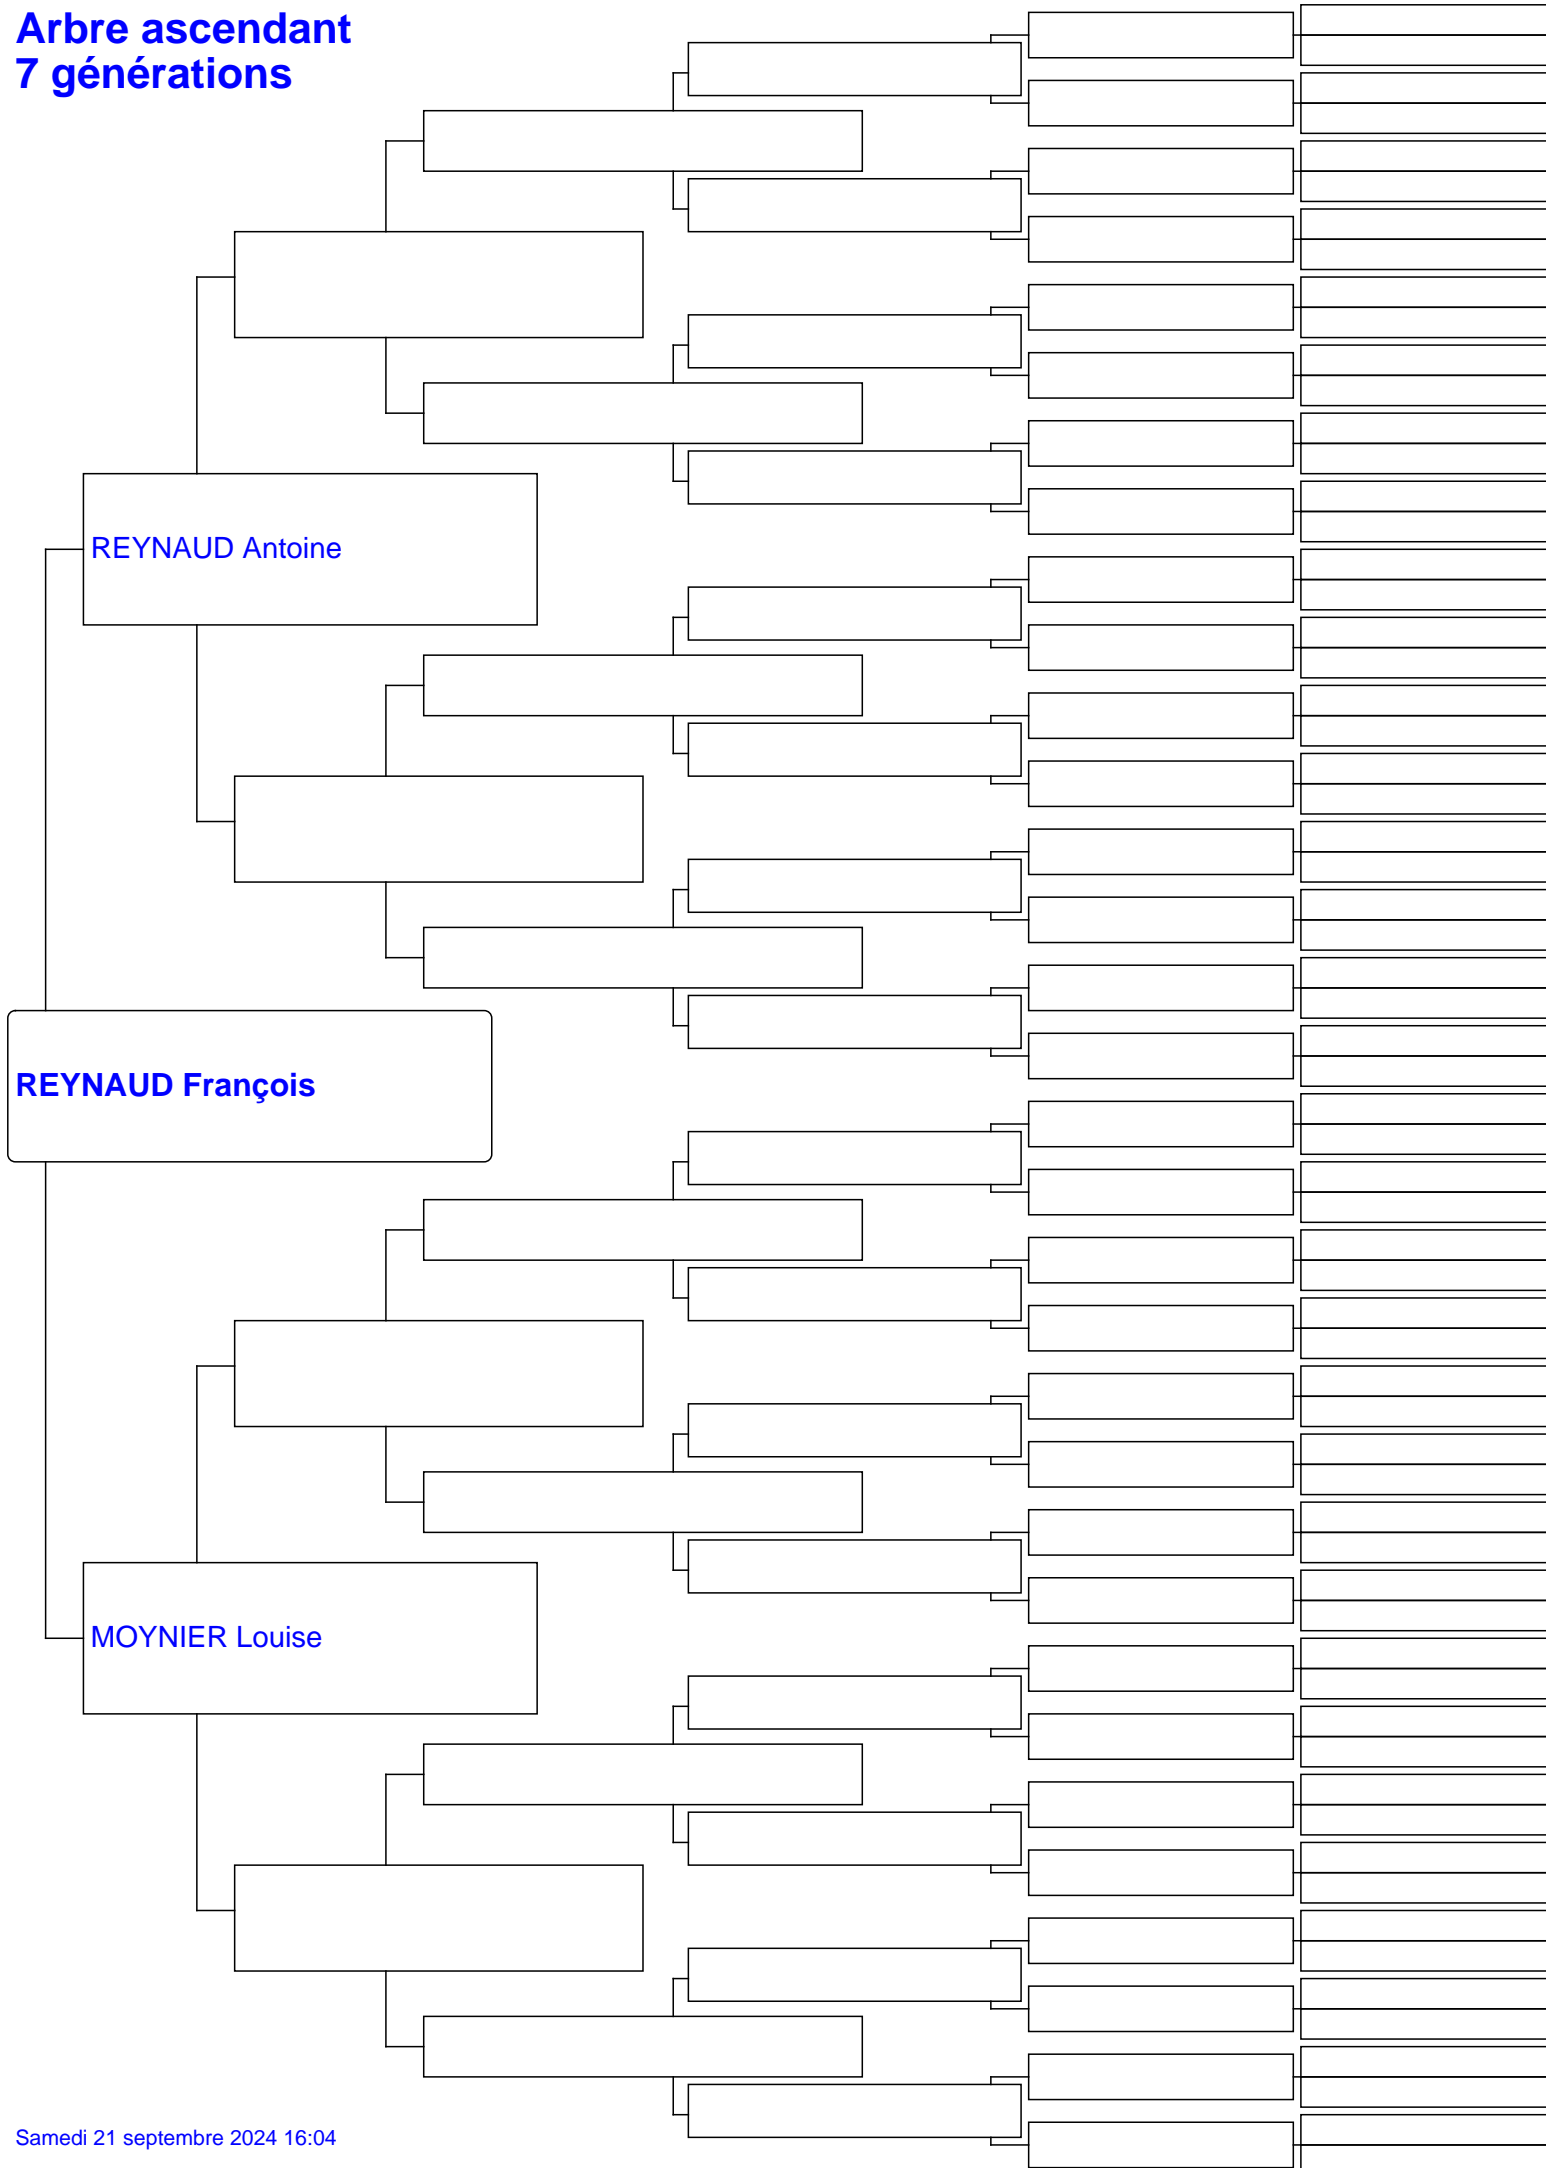 Arbre ascendant
7 générations
REYNAUD Antoine
REYNAUD François
MOYNIER Louise
Samedi 21 septembre 2024 16:04